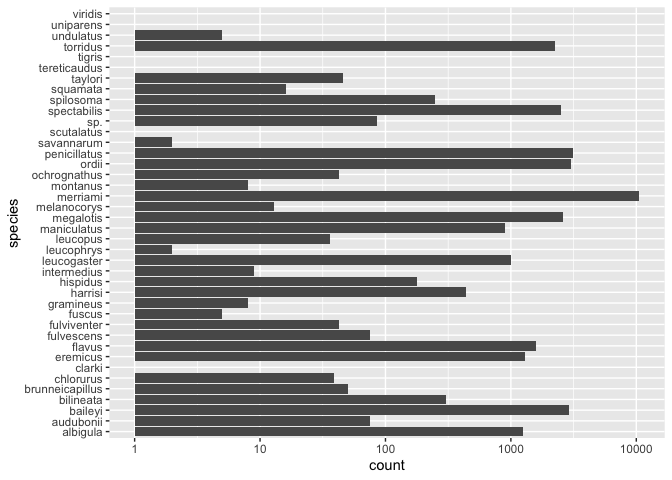 viridis
uniparens
undulatus
torridus
tigris
tereticaudus
taylori
squamata
spilosoma
spectabilis
sp.
scutalatus
savannarum
penicillatus
ordii
ochrognathus
montanus
merriami
melanocorys
megalotis
maniculatus
leucopus
leucophrys
leucogaster
intermedius
hispidus
harrisi
gramineus
fuscus
fulviventer
fulvescens
flavus
eremicus
clarki
chlorurus
brunneicapillus
bilineata
baileyi
audubonii
albigula
species
1 10 100 1000 10000
count